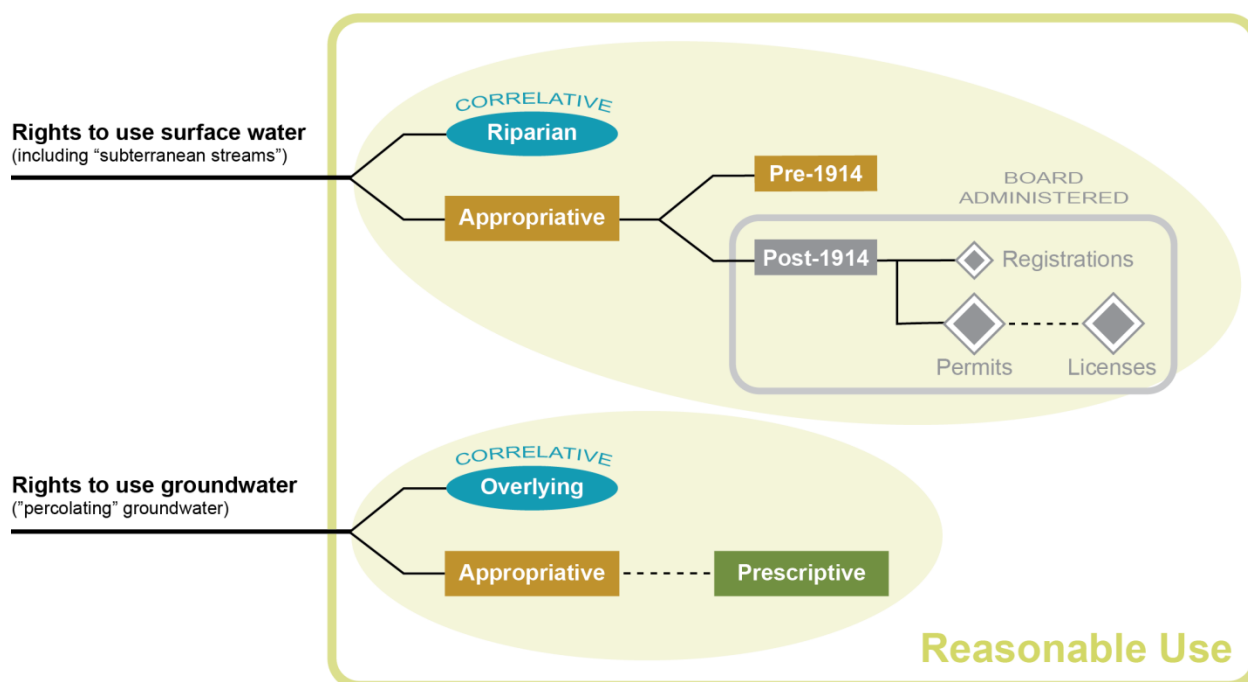 Rights to use surface water
(including “subterranean streams”)
CORRELATIVE
Riparian
Appropriative
Pre-1914
BOARD
ADMINISTERED
Post-1914
Registrations
Permits
Licenses
Rights to use groundwater
(”percolating” groundwater)
CORRELATIVE
Overlying
Appropriative
Prescriptive
Reasonable Use